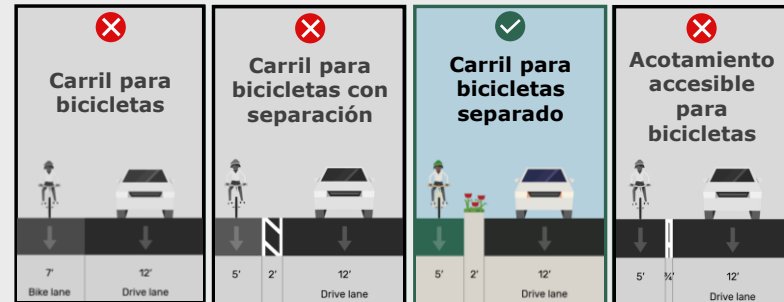 Carril para
bicicletas
7' 12'
Bike lane Drive lane
Carril para
bicicletas con
separación
5' 2' 12'
Drive lane
Carril para
bicicletas
separado
5' 2' 12'
Drive lane
Acotamiento
accesible
para
bicicletas
5' ¾' 12'
Drive lane